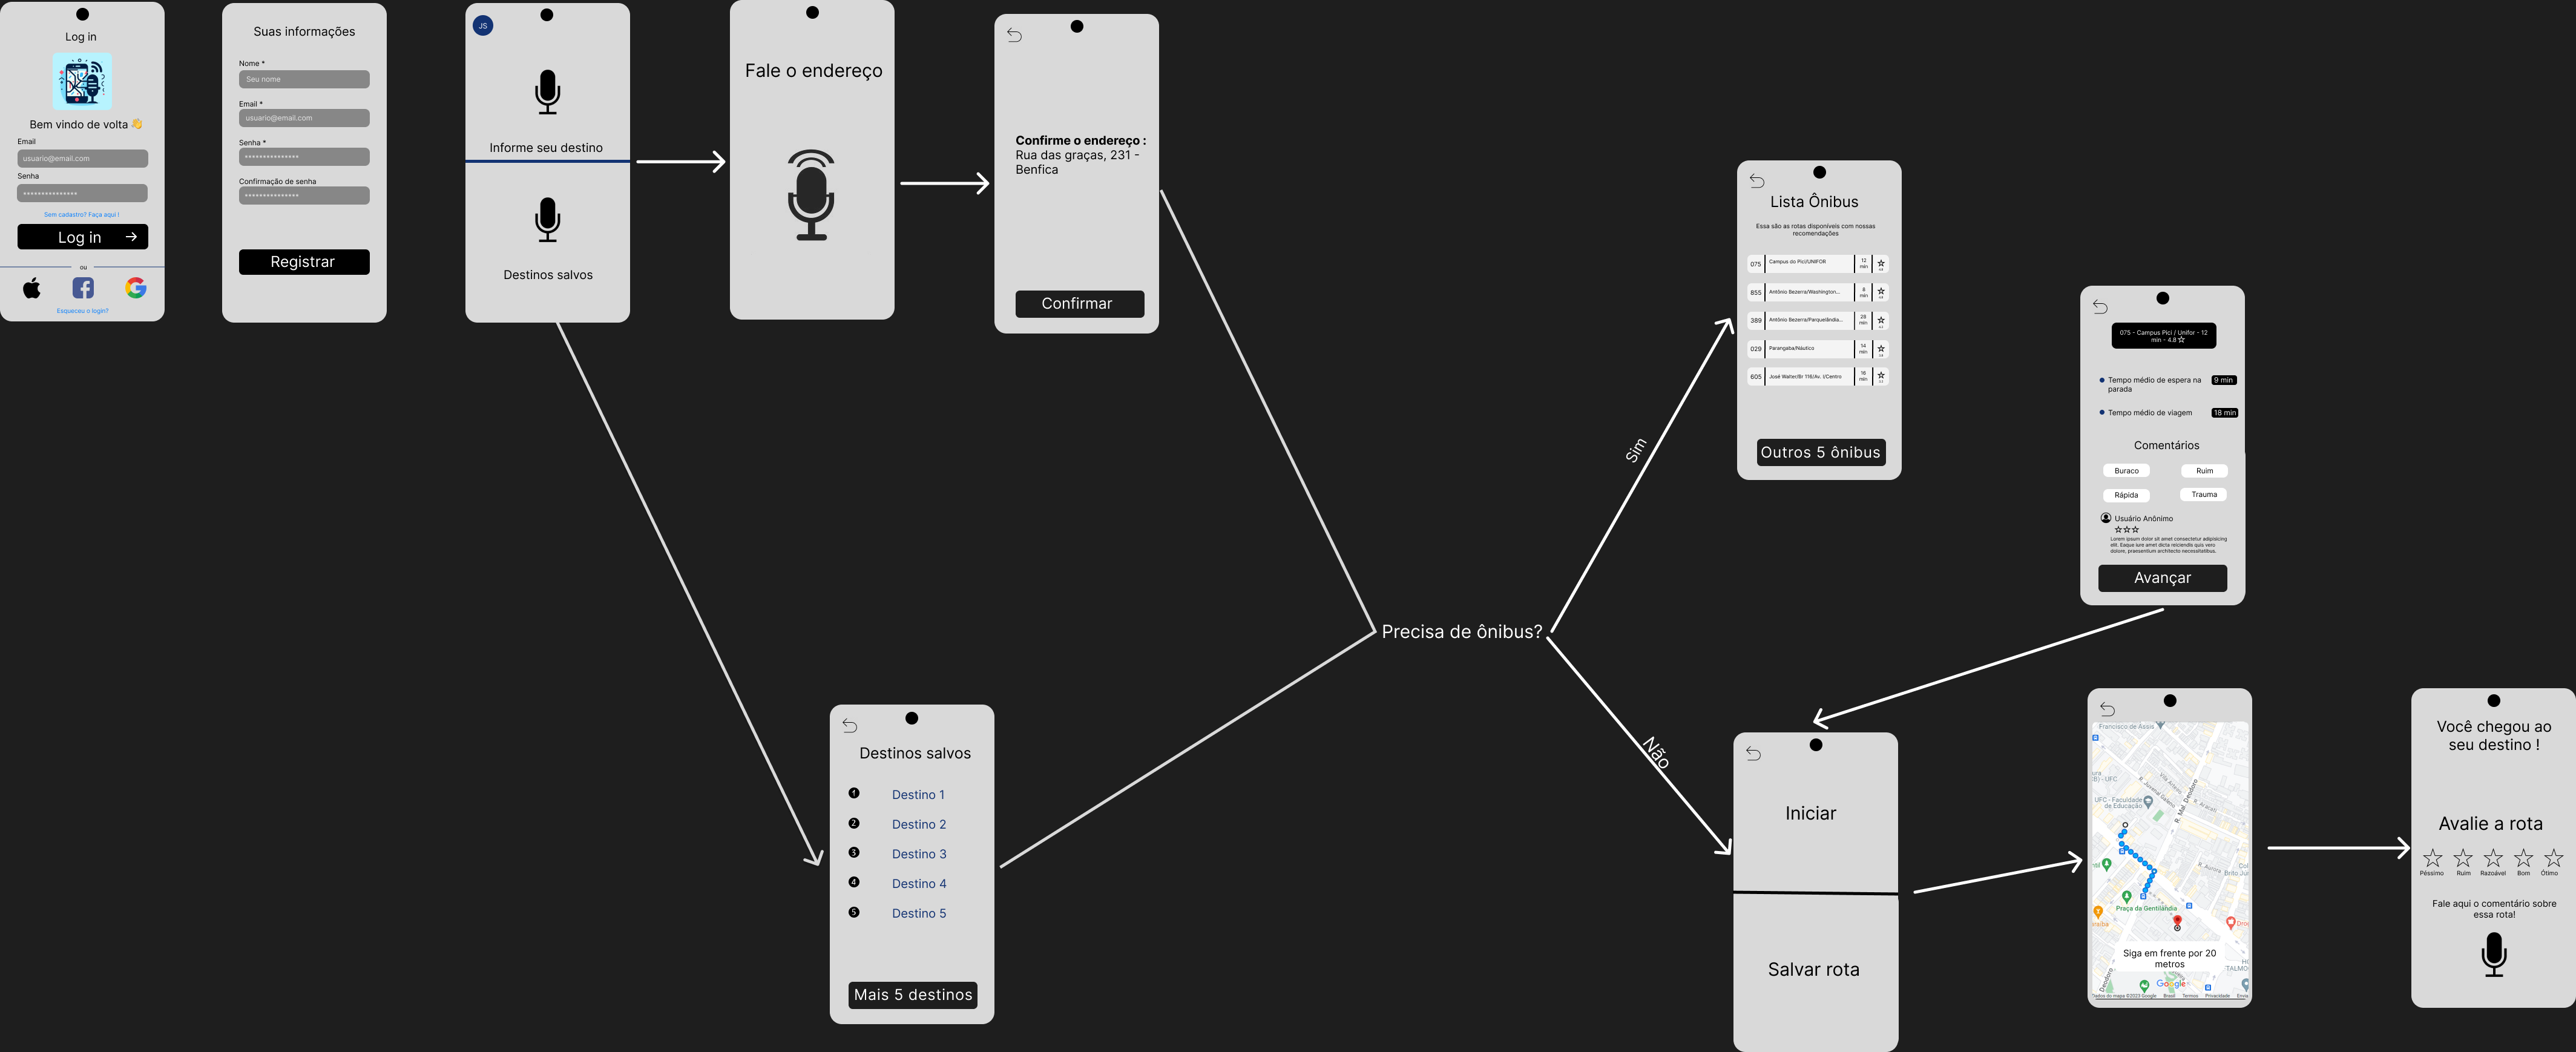 Log in
Bem vindo de volta 👋
Email
usuario@email.com
Senha
***************
Sem cadastro? Faça aqui !
Log in
ou
Esqueceu o login?
Suas informações
Nome *
Seu nome
Email *
usuario@email.com
Senha *
***************
Confirmação de senha
***************
Registrar
JS
Informe seu destino
Destinos salvos
Fale o endereço
Confirme o endereço :
Rua das graças, 231 -
Benfica
Confirmar
Destinos salvos
1 Destino 1
2 Destino 2
3 Destino 3
4 Destino 4
5 Destino 5
Mais 5 destinos
Precisa de ônibus?
Sim
Não
Lista Ônibus
Essa são as rotas disponíveis com nossas
recomendações
075 Campus do Pici/UNIFOR 12 min
855 Antônio Bezerra/Washington... 8 min
389 Antônio Bezerra/Parquelândia... 28 min
029 Parangaba/Náutico 14 min
605 José Walter/Br 116/Av. I/Centro 16 min
Outros 5 ônibus
075 - Campus Pici / Unifor - 12
min - 4.8
Tempo médio de espera na
parada
9 min
Tempo médio de viagem 18 min
Comentários
Buraco Ruim
Rápida Trauma
Usuário Anônimo
Lorem ipsum dolor sit amet consectetur adipisicing
elit. Eaque iure amet dicta reiciendis quis vero
dolore, praesentium architecto necessitatibus.
Avançar
Iniciar
Salvar rota
Francisco de Assis
UFC - Faculdade
de Educação
R. Mal. Deodoro
Praça da Gentilândia
Siga em frente por 20
metros
Google
Dados do mapa ©2023 Google Brasil Termos Privacidade
Você chegou ao
seu destino !
Avalie a rota
Péssimo Ruim Razoável Bom Ótimo
Fale aqui o comentário sobre
essa rota!